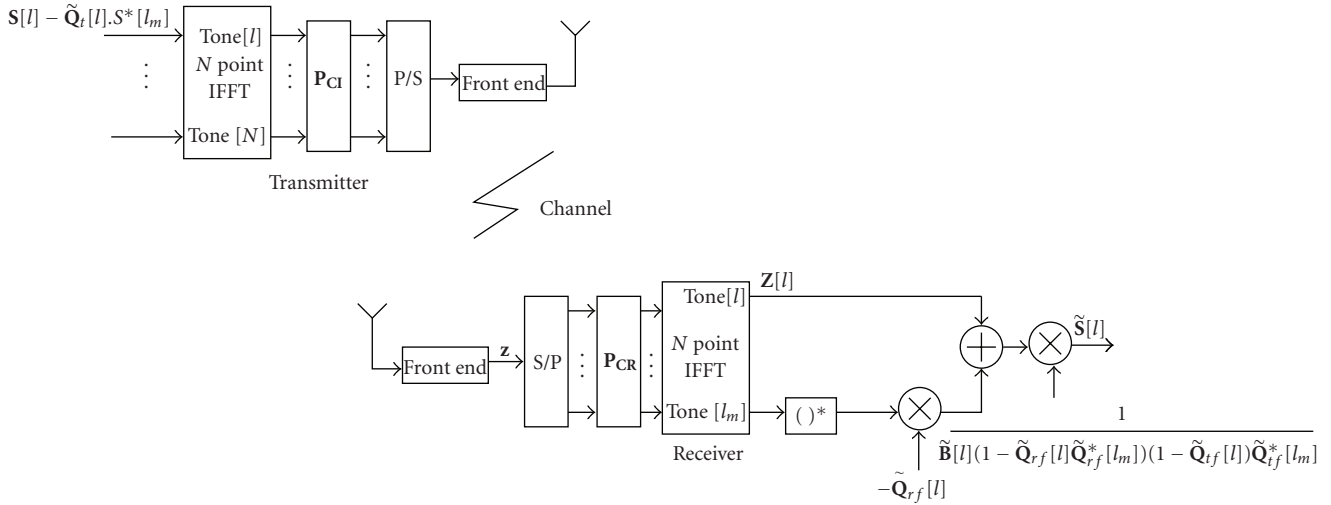 S[l] − Q̃_t[l].S*[l_m]
Tone[l]
N point
IFFT
Tone [N]
P_CI
P/S
Front end
Transmitter
Channel
Front end
z
S/P
P_CR
Tone[l]
N point
IFFT
Tone [l_m]
Receiver
Z[l]
( )*
−Q̃_rf[l]
S̃[l]
1
B̃[l](1 − Q̃_rf[l]Q̃*_rf[l_m])(1 − Q̃_tf[l])Q̃*_tf[l_m]